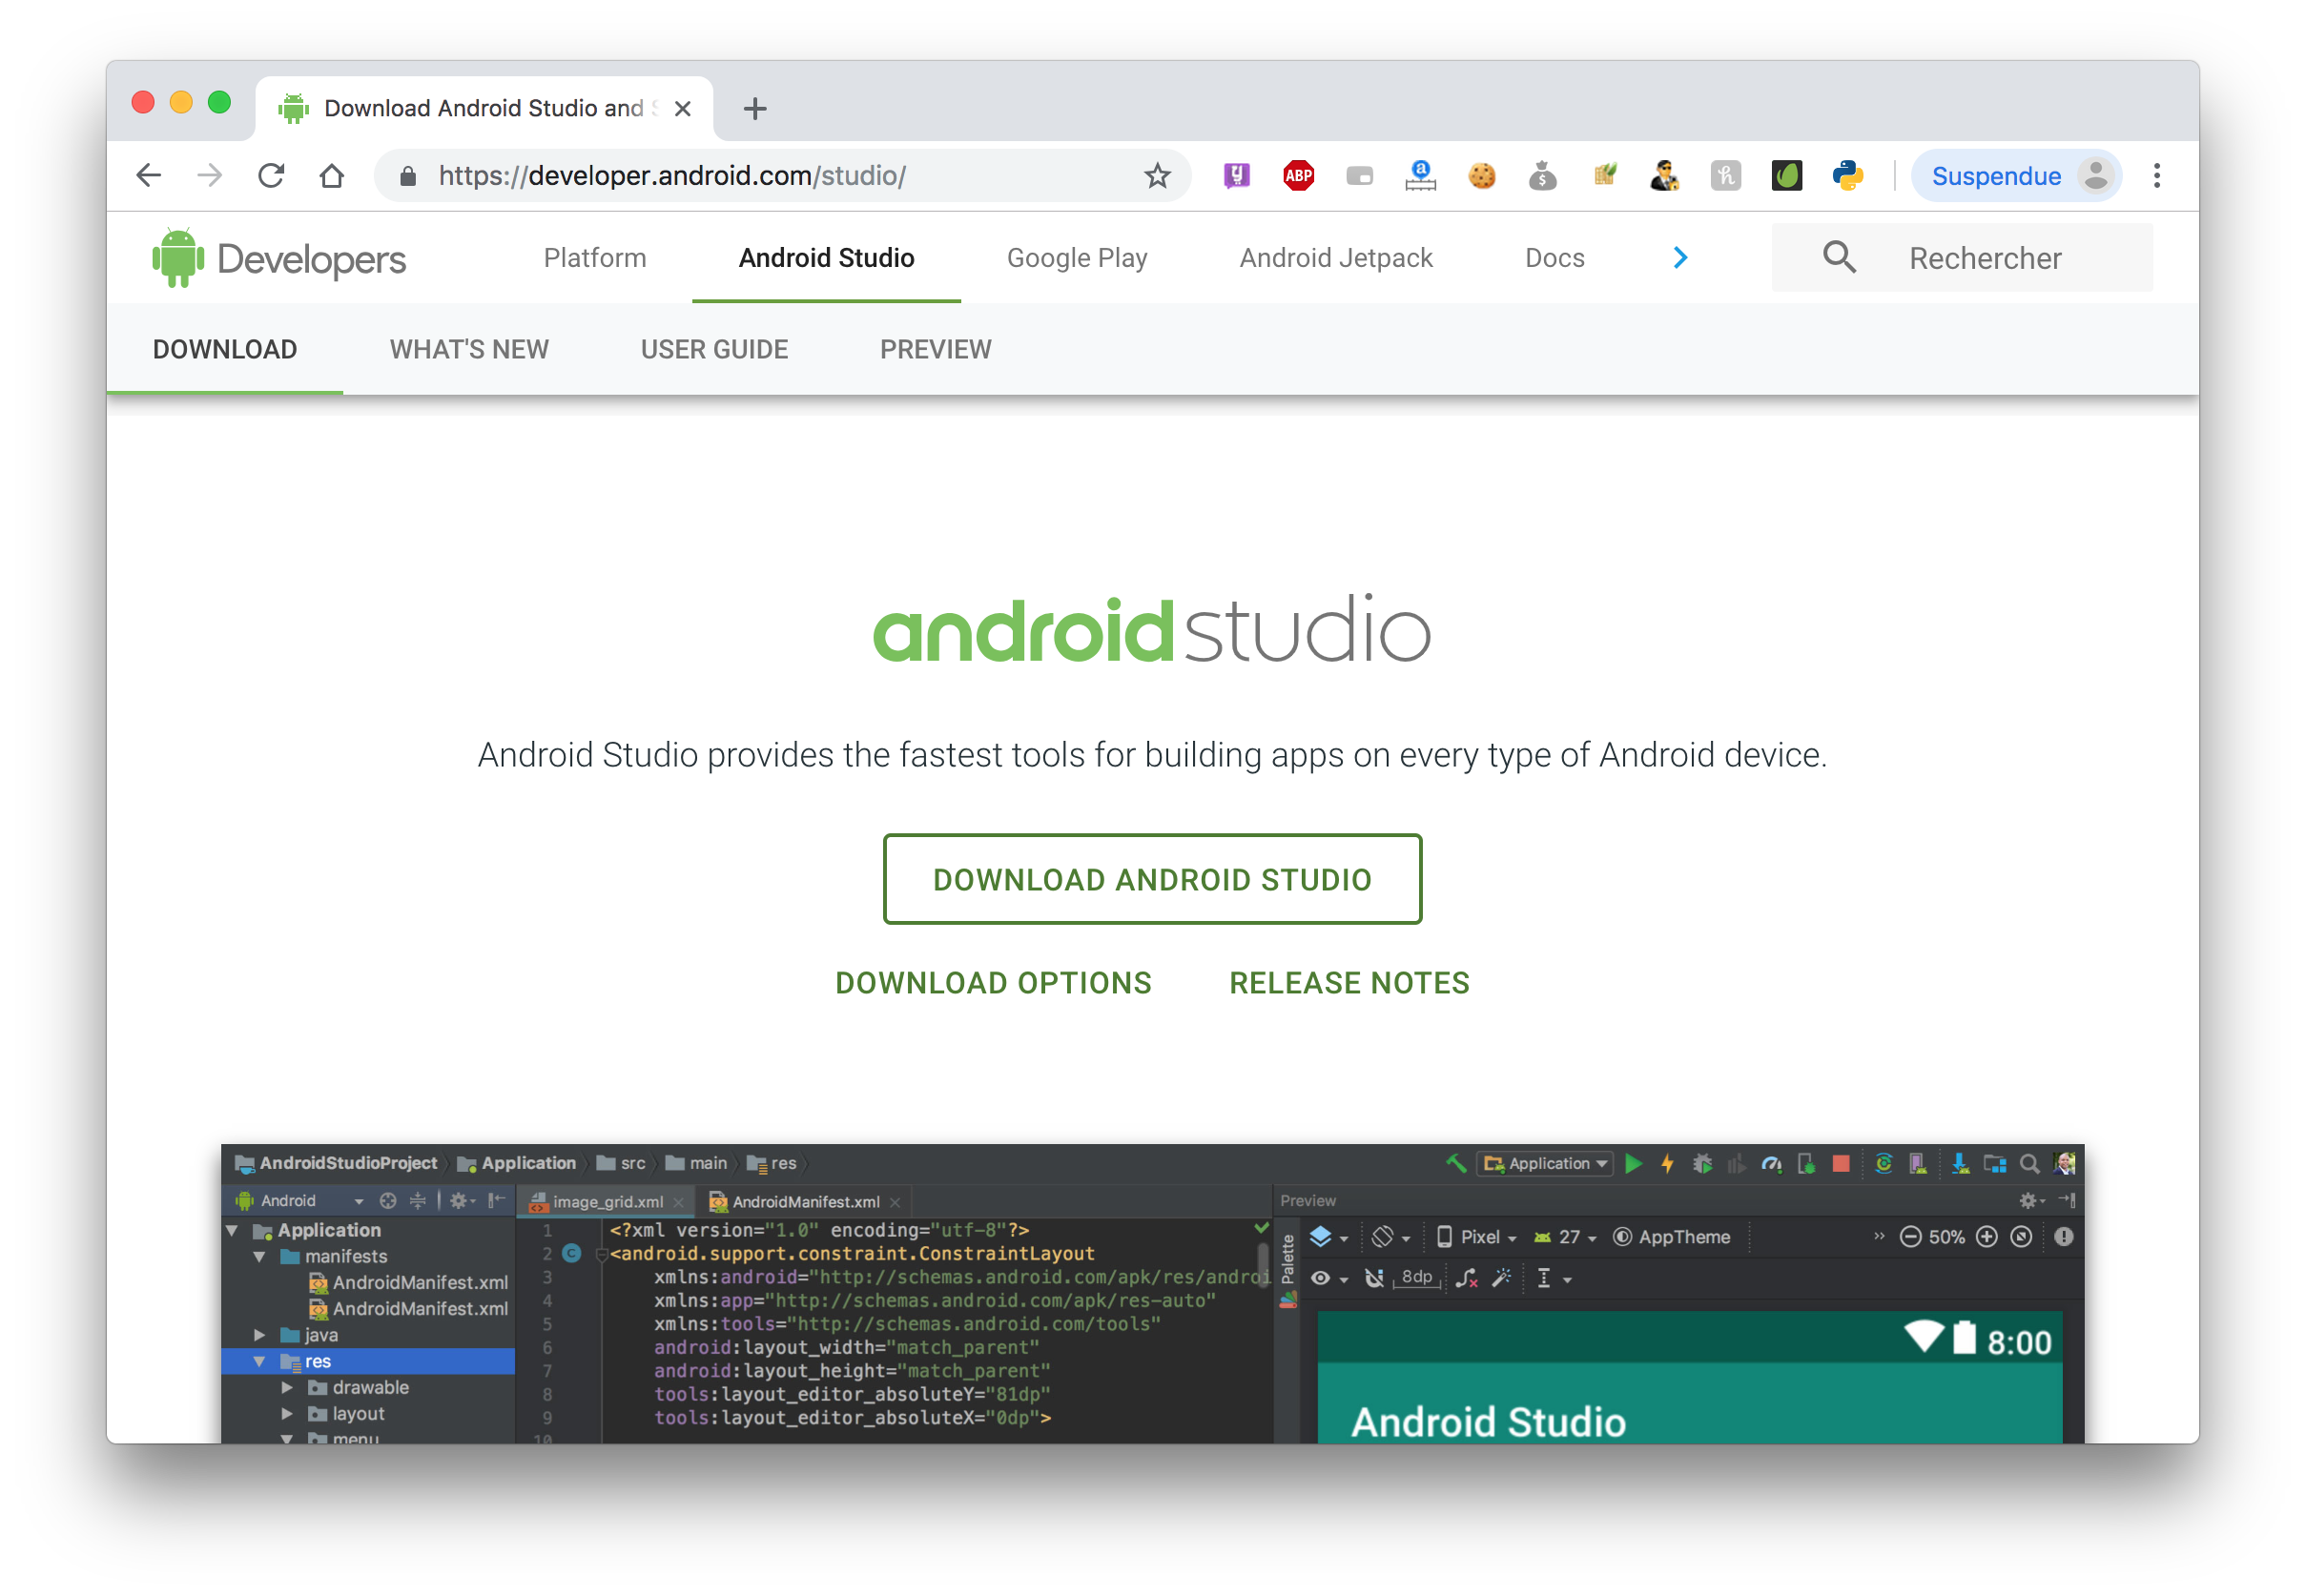 Download Android Studio and
https://developer.android.com/studio/
ABP
Suspendue
Developers
Platform
Android Studio
Google Play
Android Jetpack
Docs
Rechercher
DOWNLOAD
WHAT'S NEW
USER GUIDE
PREVIEW
androidstudio
Android Studio provides the fastest tools for building apps on every type of Android device.
DOWNLOAD ANDROID STUDIO
DOWNLOAD OPTIONS
RELEASE NOTES
AndroidStudioProject
Application
src
main
res
Application
Android
image_grid.xml
AndroidManifest.xml
Preview
Application
manifests
AndroidManifest.xml
AndroidManifest.xml
java
res
drawable
layout
menu
1 <?xml version="1.0" encoding="utf-8"?>
2 <android.support.constraint.ConstraintLayout
3 xmlns:android="http://schemas.android.com/apk/res/androi
4 xmlns:app="http://schemas.android.com/apk/res-auto"
5 xmlns:tools="http://schemas.android.com/tools"
6 android:layout_width="match_parent"
7 android:layout_height="match_parent"
8 tools:layout_editor_absoluteY="81dp"
9 tools:layout_editor_absoluteX="0dp">
10
Palette
Pixel
27
AppTheme
50%
8dp
8:00
Android Studio